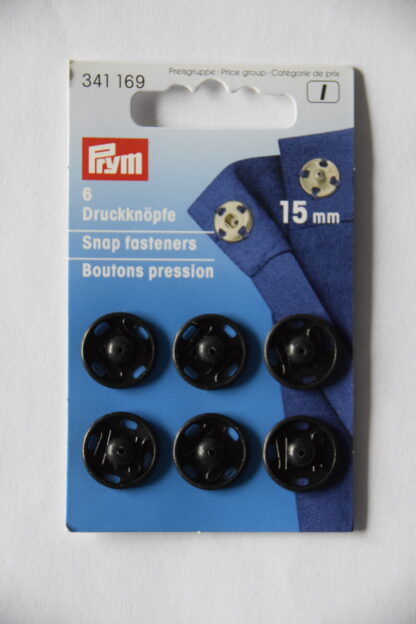 Preisgruppe · Price group · Catégorie de prix
341 169
I
Prym
6
Druckknöpfe
15 mm
Snap fasteners
Boutons pression